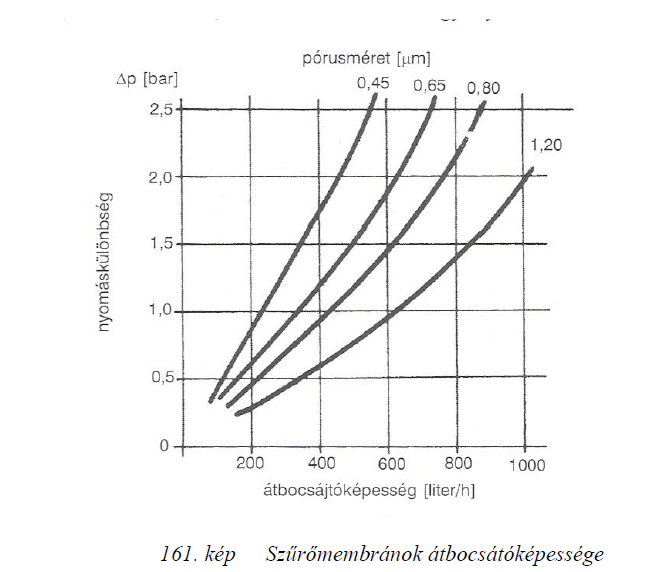 pórusméret [μm]
Δp [bar]
0,45
0,65
0,80
1,20
2,5
2,0
1,5
1,0
0,5
0
nyomáskülönbség
200 400 600 800 1000
átbocsájtóképesség [liter/h]
161. kép Szűrőmembránok átbocsátóképessége